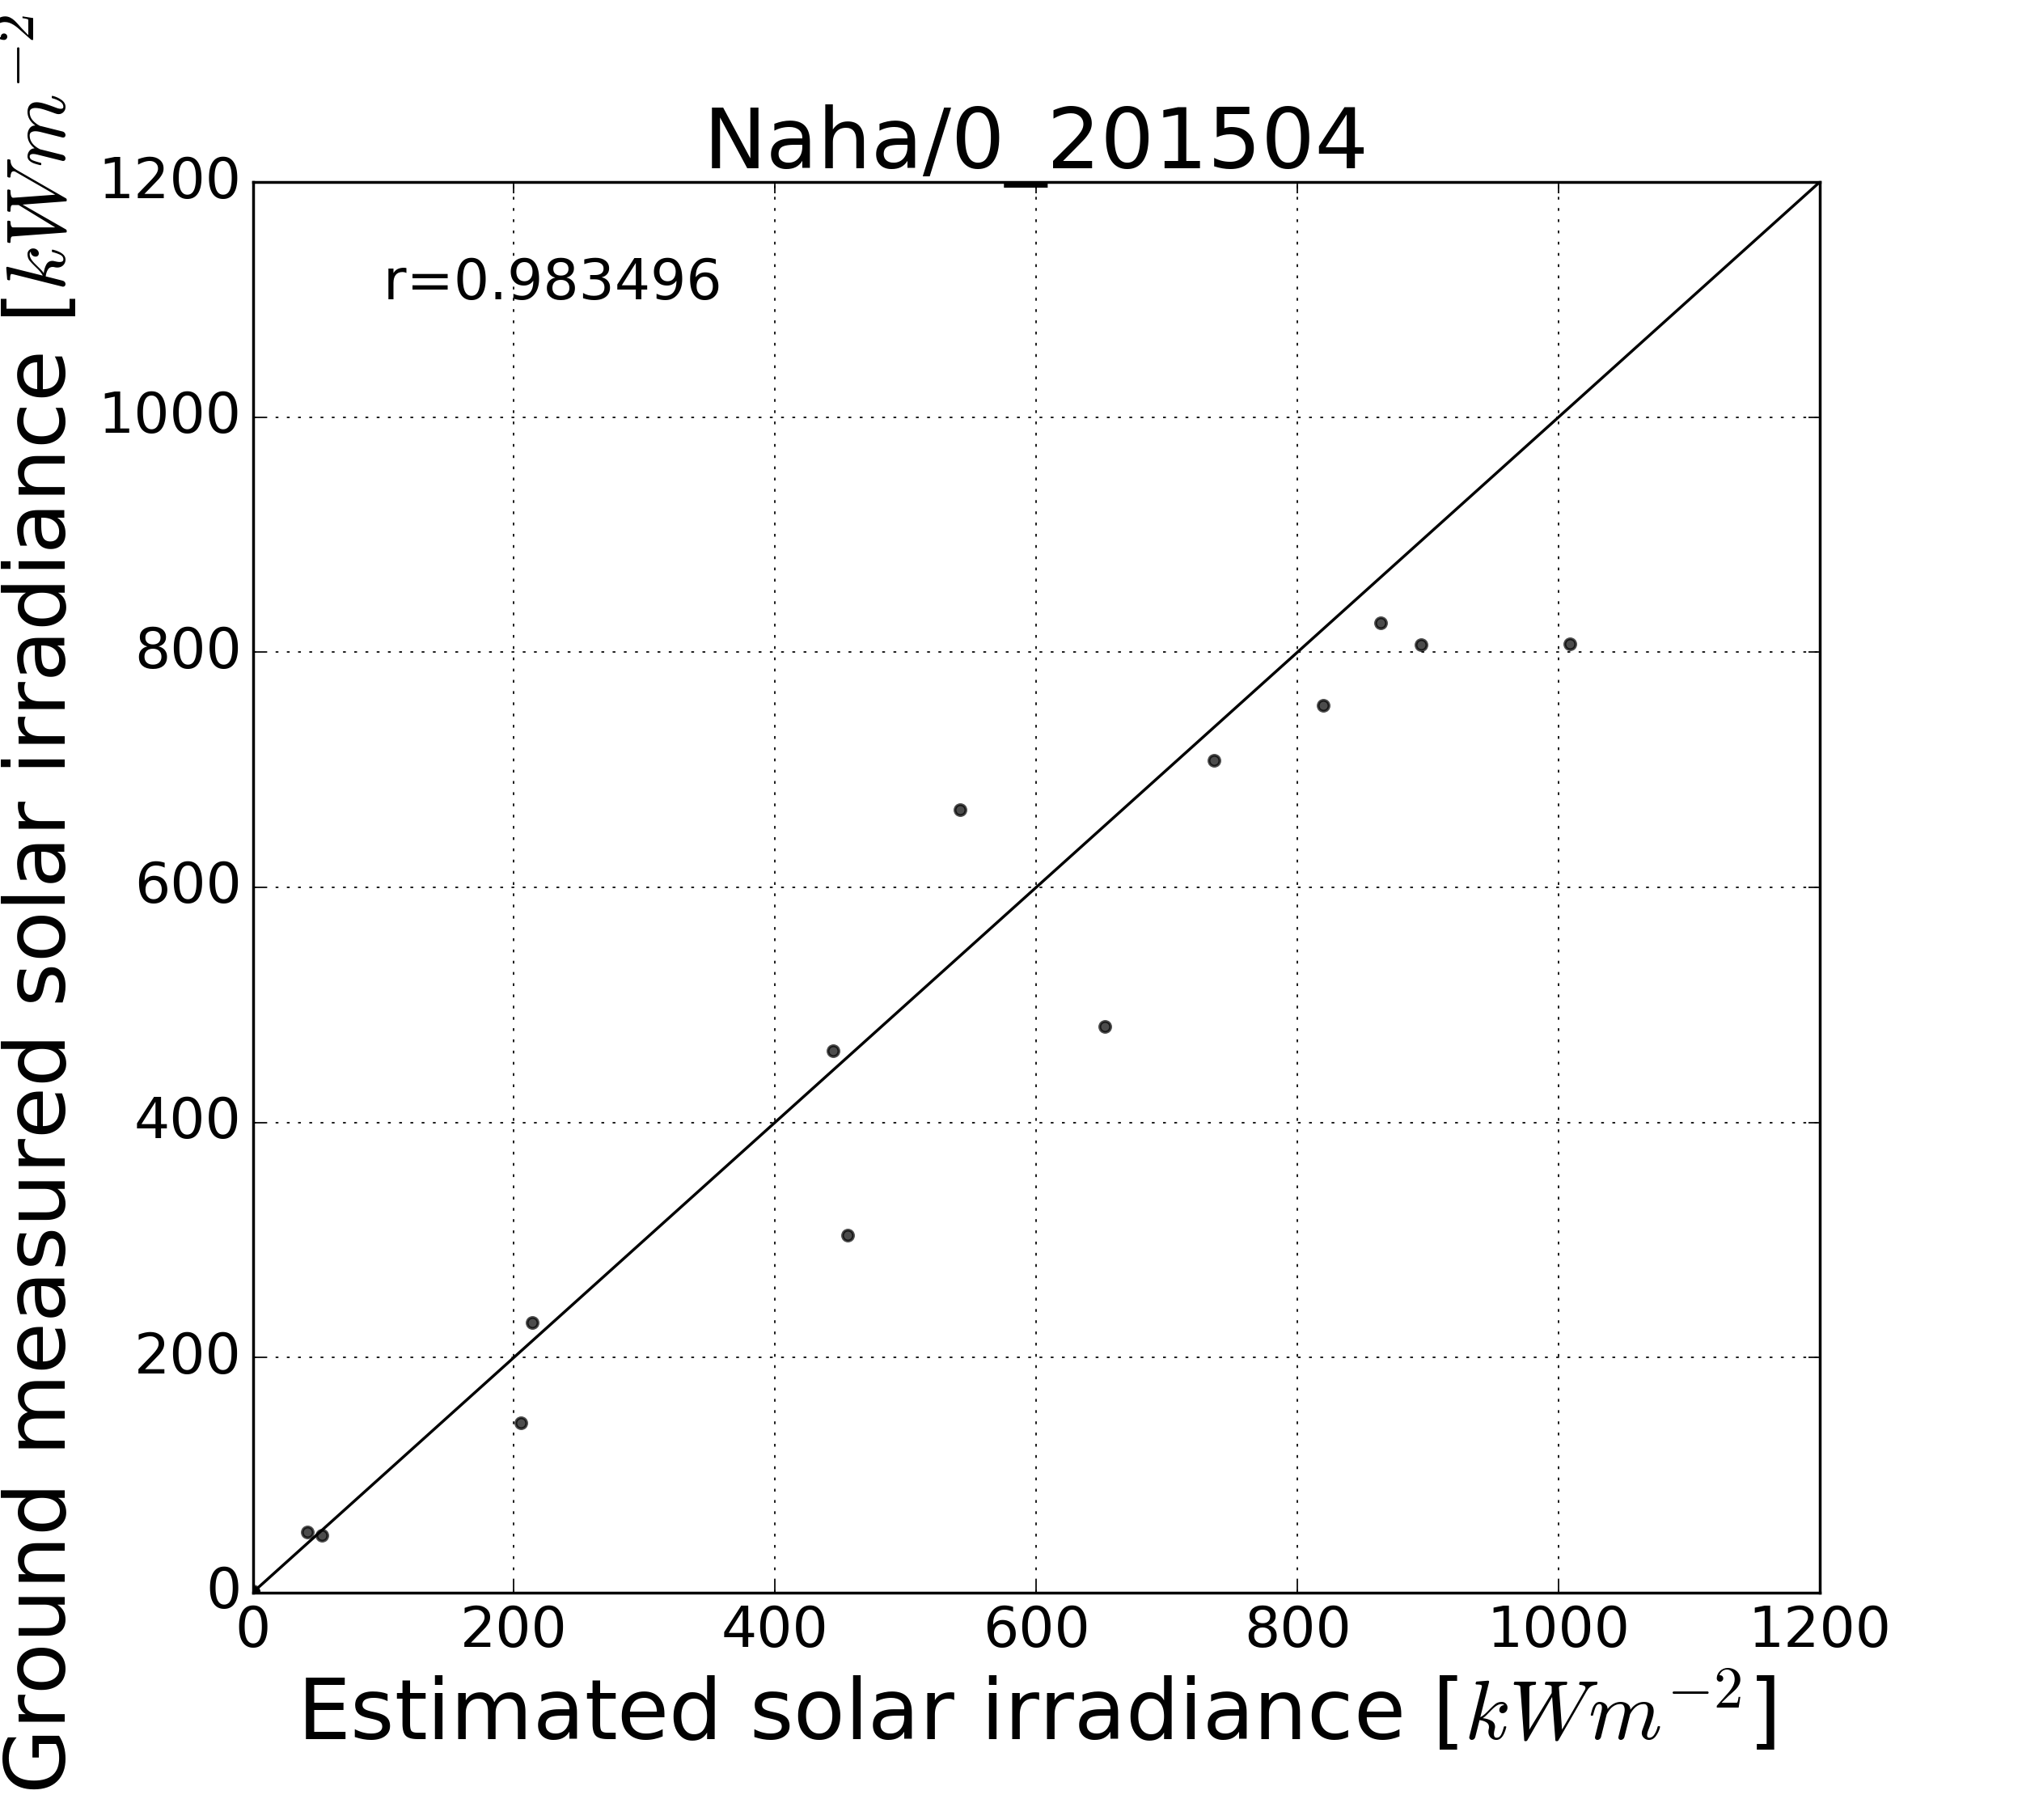 Naha/0_201504
r=0.983496
Ground measured solar irradiance [kWm⁻²
1200
1000
800
600
400
200
0
0 200 400 600 800 1000 1200
Estimated solar irradiance [kWm⁻²]